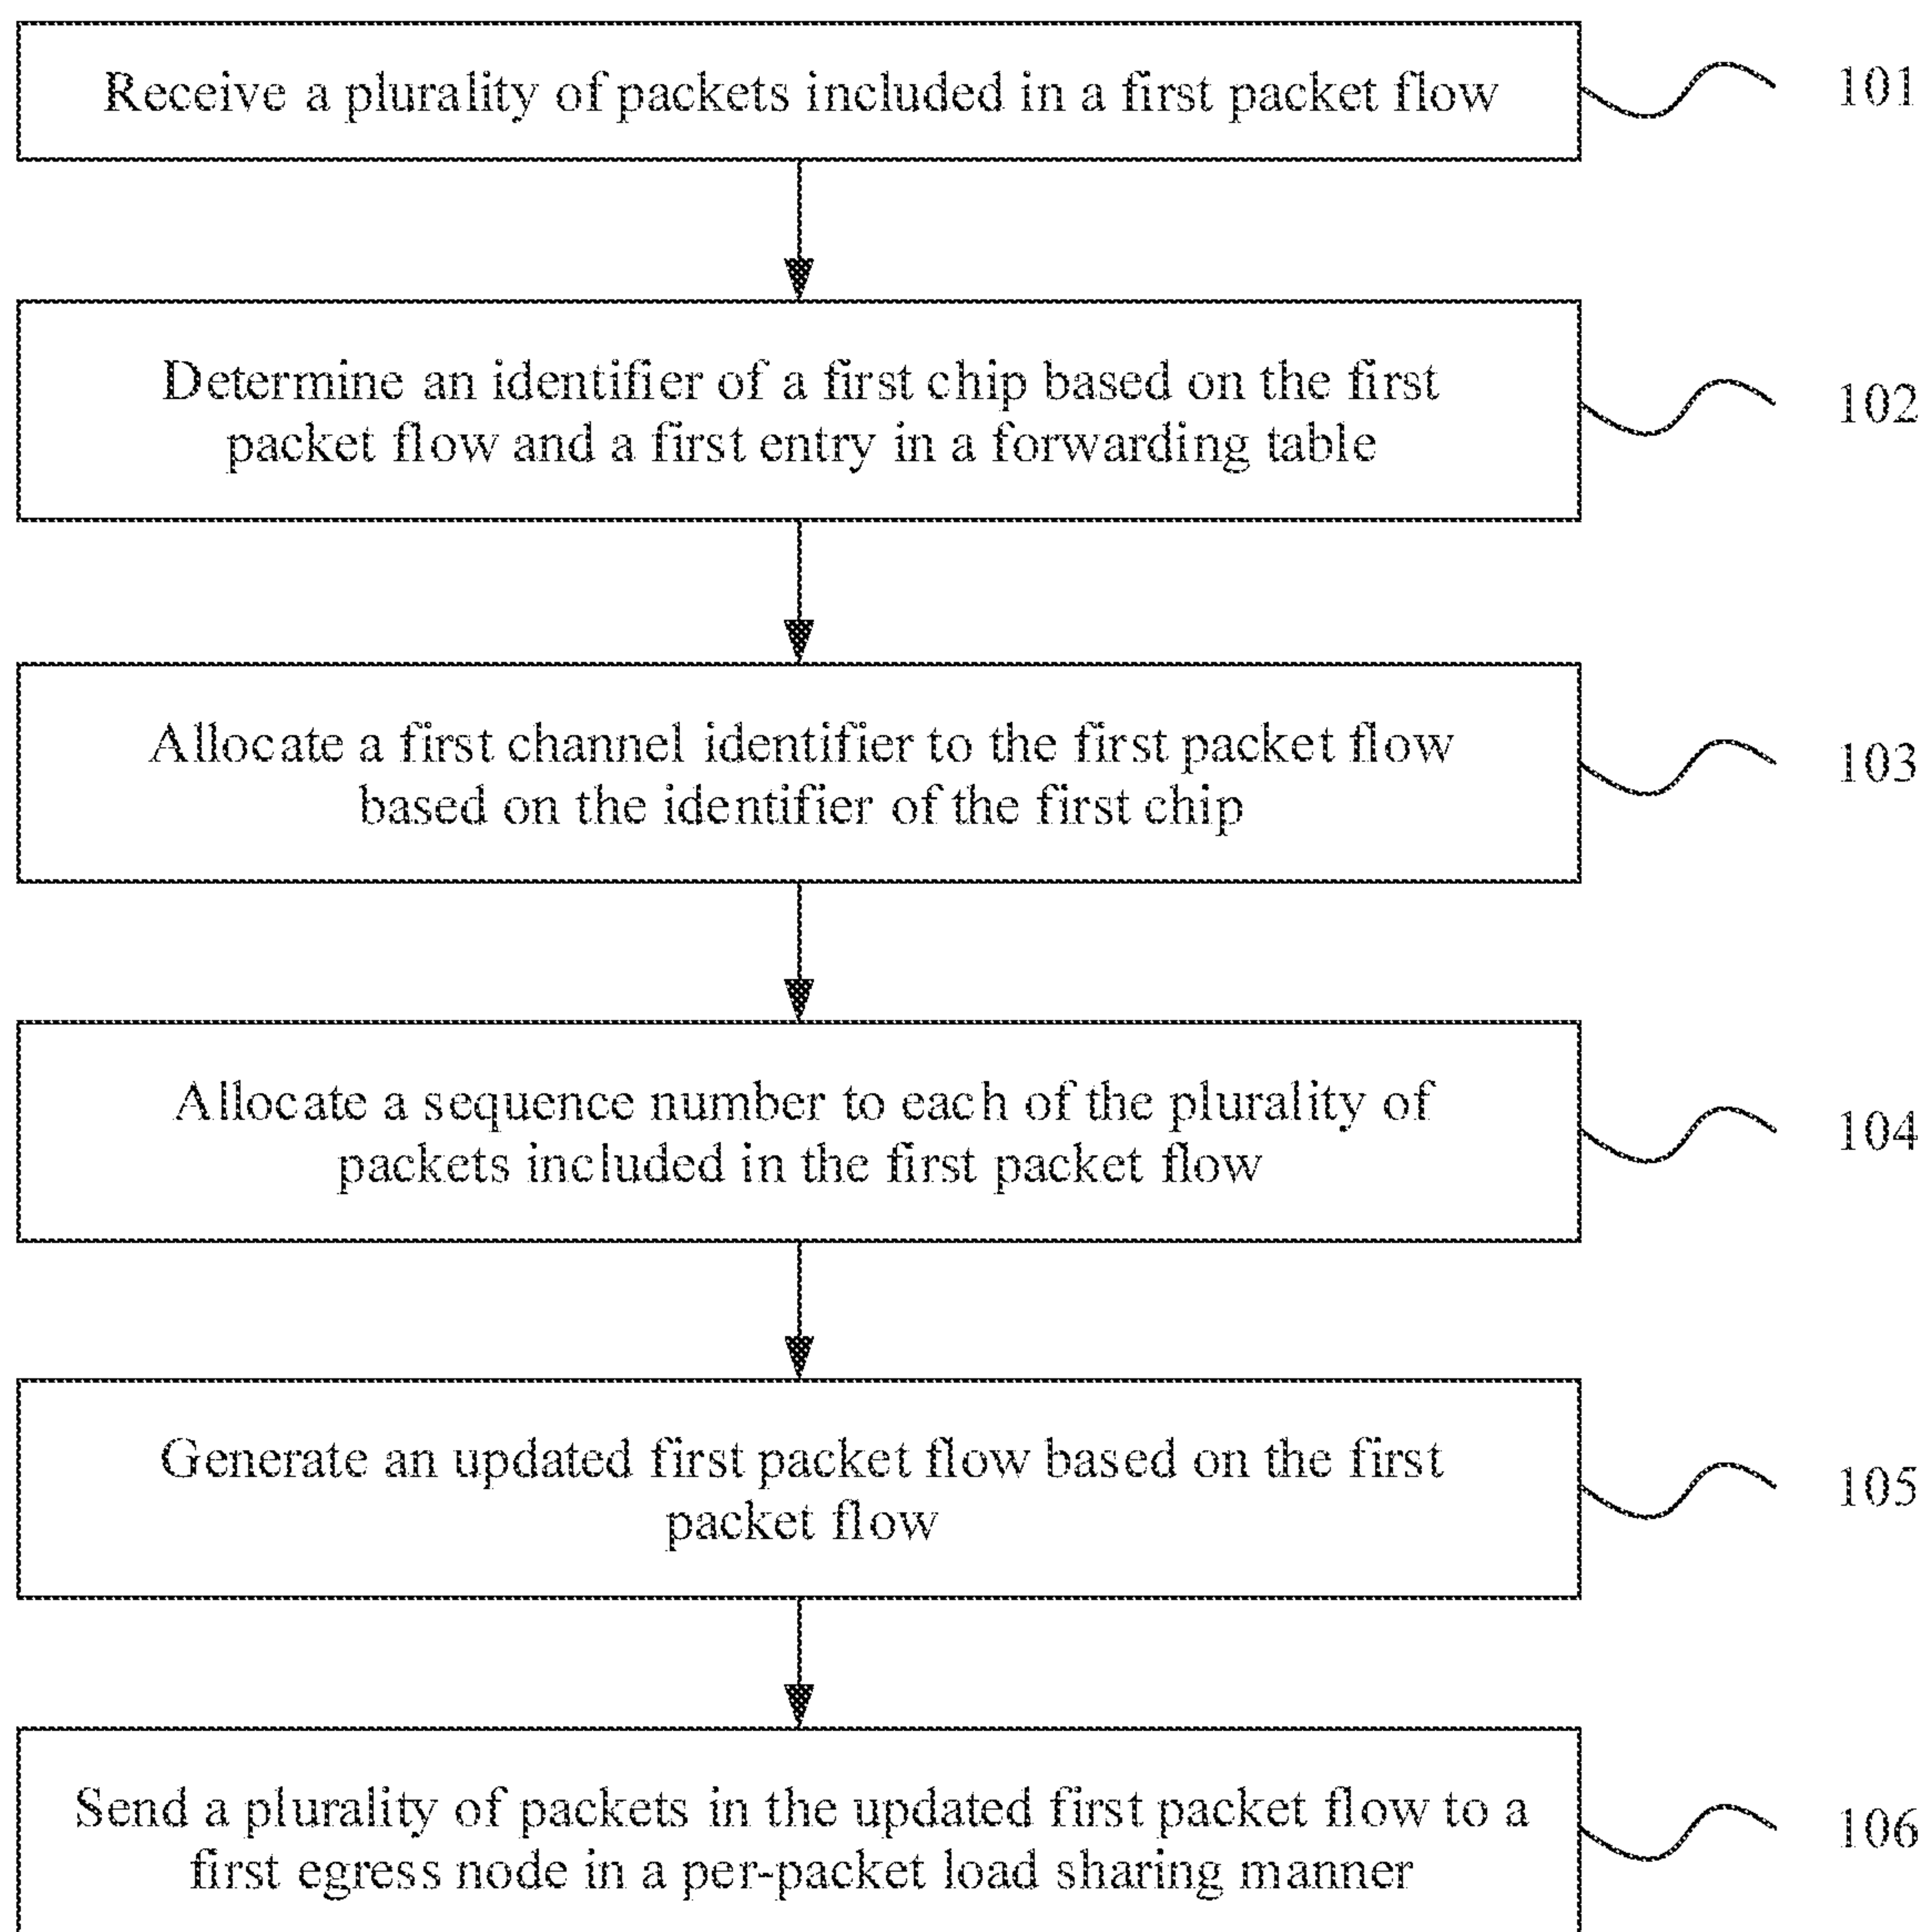 Receive a plurality of packets included in a first packet flow
101
Determine an identifier of a first chip based on the first
packet flow and a first entry in a forwarding table
102
Allocate a first channel identifier to the first packet flow
based on the identifier of the first chip
103
Allocate a sequence number to each of the plurality of
packets included in the first packet flow
104
Generate an updated first packet flow based on the first
packet flow
105
Send a plurality of packets in the updated first packet flow to a
first egress node in a per-packet load sharing manner
106